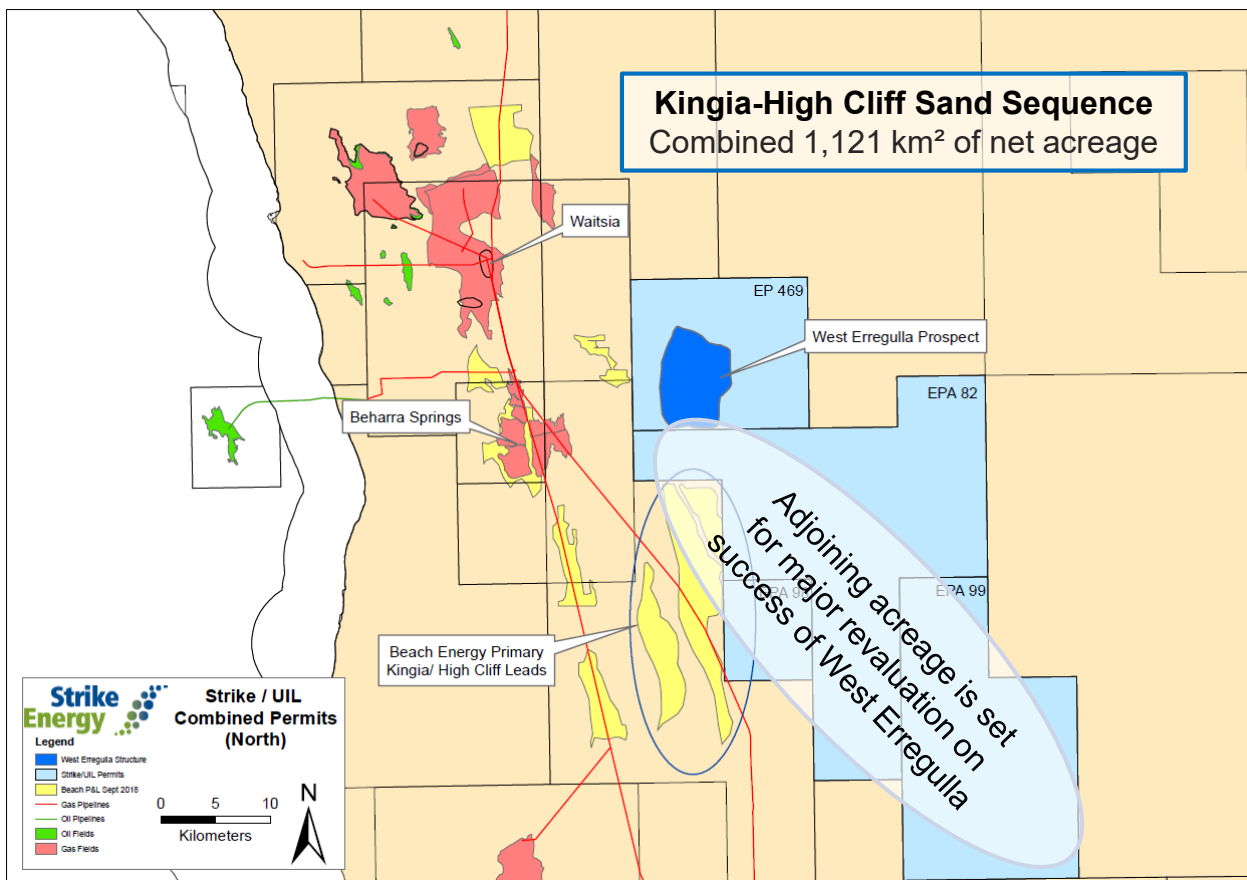 Kingia-High Cliff Sand Sequence
Combined 1,121 km² of net acreage
Waitsia
EP 469
West Erregulla Prospect
EPA 82
Beharra Springs
Adjoining acreage is set
for major revaluation on
success of West Erregulla
EPA 99
Beach Energy Primary
Kingia/ High Cliff Leads
Strike
Energy
Strike / UIL
Combined Permits
(North)
Legend
West Erregulla Structure
Strike/UIL Permits
Beach P&L Sept 2018
Gas Pipelines
Oil Pipelines
Oil Fields
Gas Fields
0 5 10
Kilometers
N